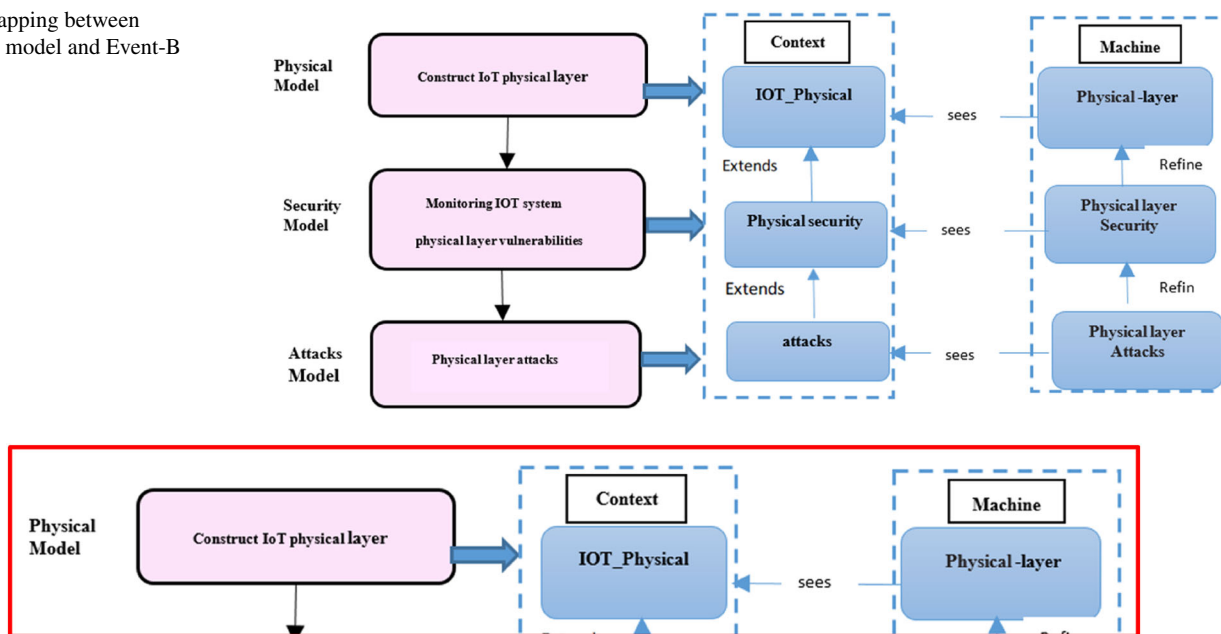 apping between
model and Event-B
Physical
Model
Construct IoT physical layer
Context
IOT_Physical
Machine
Physical -layer
sees
Extends
Refine
Security
Model
Monitoring IOT system
physical layer vulnerabilities
Physical security
sees
Physical layer
Security
Extends
Refin
Attacks
Model
Physical layer attacks
attacks
sees
Physical layer
Attacks
Physical
Model
Construct IoT physical layer
Context
IOT_Physical
sees
Machine
Physical -layer